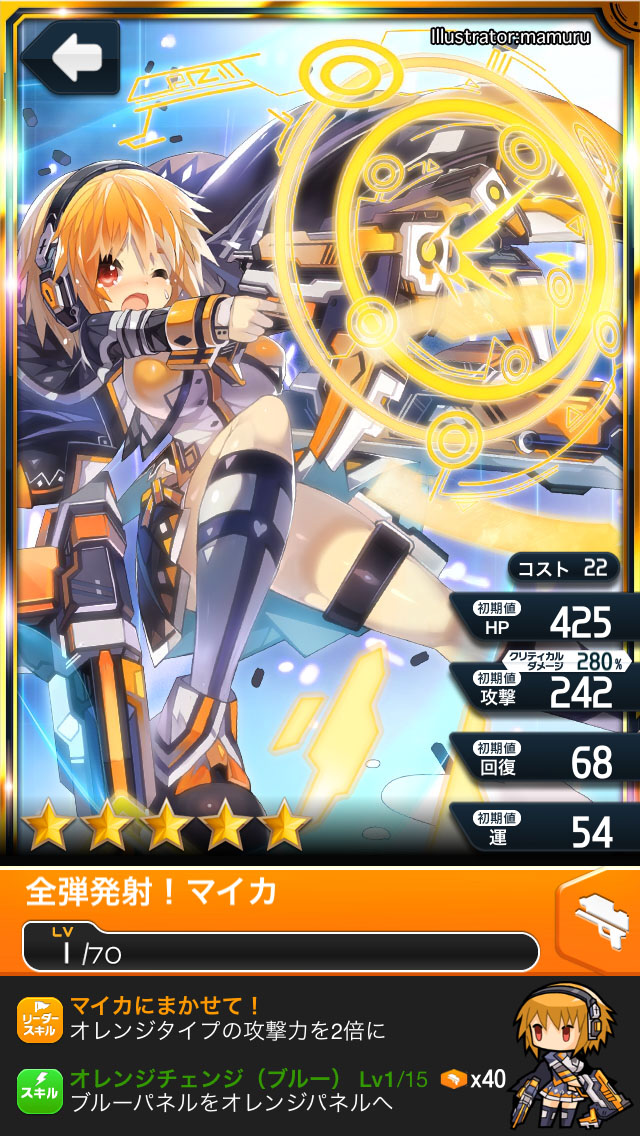 Illustrator:mamuru
コスト 22
初期値
HP 425
クリティカル
ダメージ 280%
初期値
攻撃 242
初期値
回復 68
初期値
運 54
全弾発射！マイカ
LV
1/70
リーダー
スキル
マイカにまかせて！
オレンジタイプの攻撃力を2倍に
スキル
オレンジチェンジ（ブルー） Lv1/15 x40
ブルーパネルをオレンジパネルへ